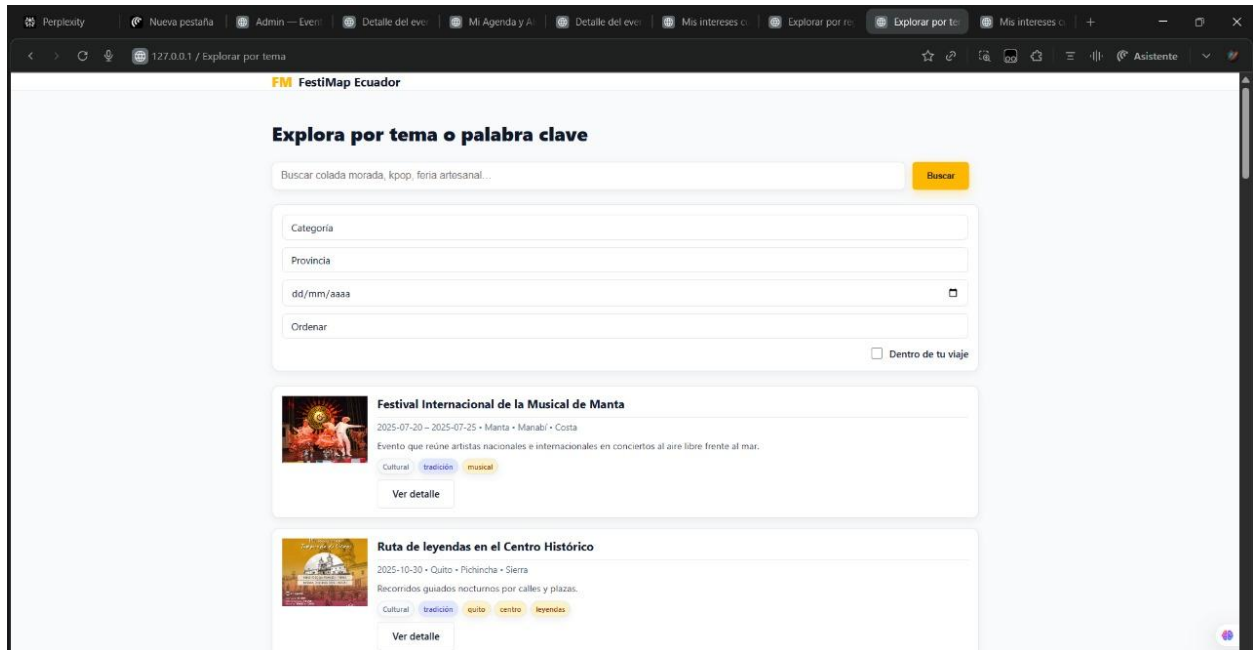 Perplexity
Nueva pestaña
Admin — Event
Detalle del eve
Mi Agenda y A
Detalle del eve
Mis intereses c
Explorar por re
Explorar por te
Mis intereses c
127.0.0.1 / Explorar por tema
Asistente
FM FestiMap Ecuador
Explora por tema o palabra clave
Buscar colada morada, kpop, feria artesanal...
Buscar
Categoría
Provincia
dd/mm/aaaa
Ordenar
Dentro de tu viaje
Festival Internacional de la Musical de Manta
2025-07-20 – 2025-07-25 • Manta • Manabí • Costa
Evento que reúne artistas nacionales e internacionales en conciertos al aire libre frente al mar.
Cultural tradición musical
Ver detalle
Ruta de leyendas en el Centro Histórico
2025-10-30 • Quito • Pichincha • Sierra
Recorridos guiados nocturnos por calles y plazas.
Cultural tradición quito centro leyendas
Ver detalle